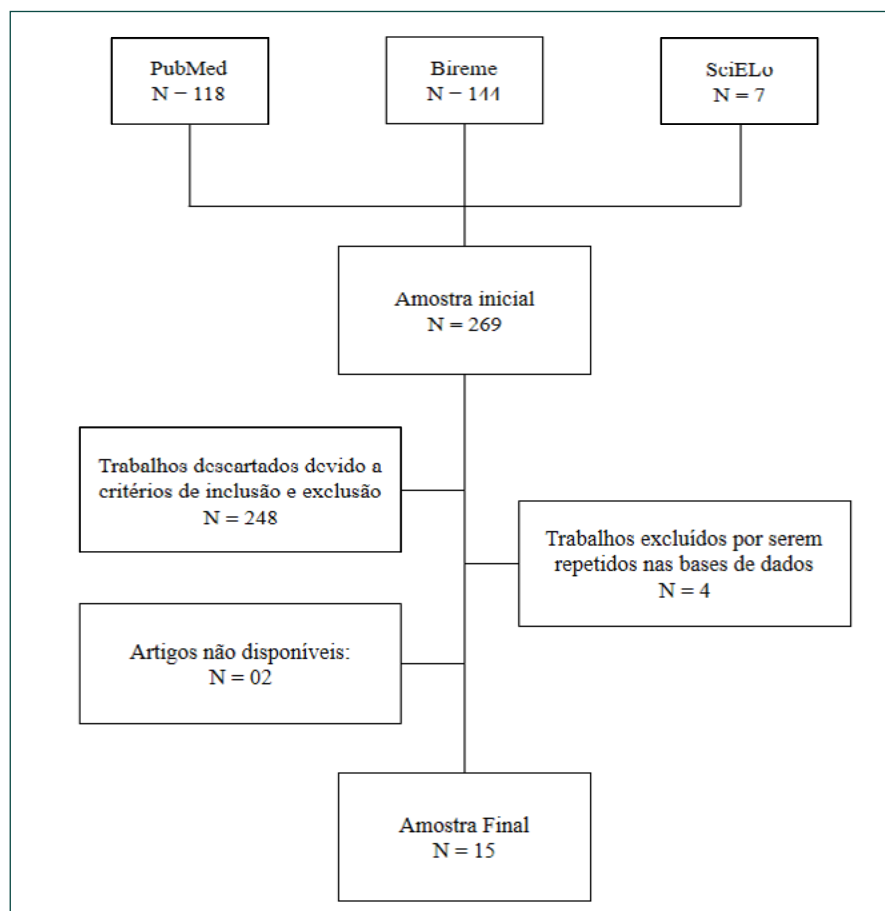 PubMed
N = 118
Bireme
N = 144
SciELo
N = 7
Amostra inicial
N = 269
Trabalhos descartados devido a
critérios de inclusão e exclusão
N = 248
Trabalhos excluídos por serem
repetidos nas bases de dados
N = 4
Artigos não disponíveis:
N = 02
Amostra Final
N = 15